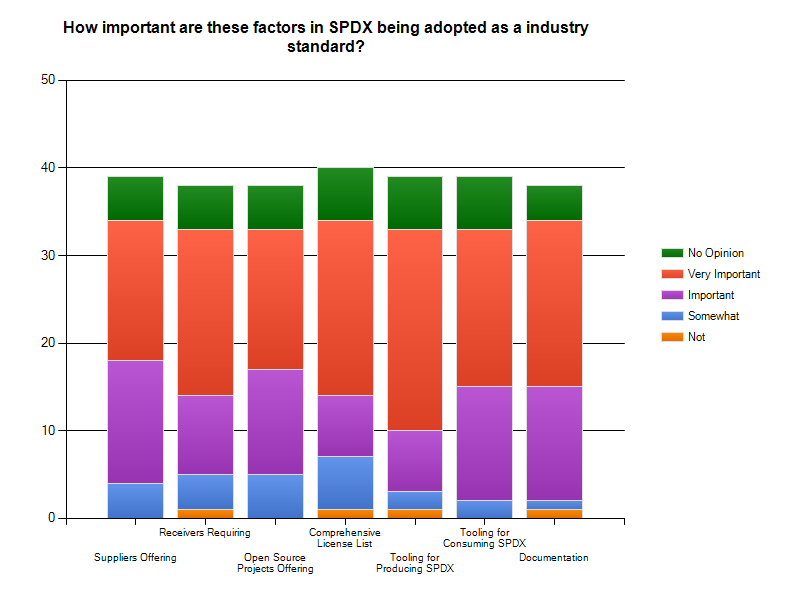 How important are these factors in SPDX being adopted as a industry
standard?
50
40
30
20
10
0
No Opinion
Very Important
Important
Somewhat
Not
Receivers Requiring
Comprehensive
License List
Tooling for
Consuming SPDX
Suppliers Offering
Open Source
Projects Offering
Tooling for
Producing SPDX
Documentation